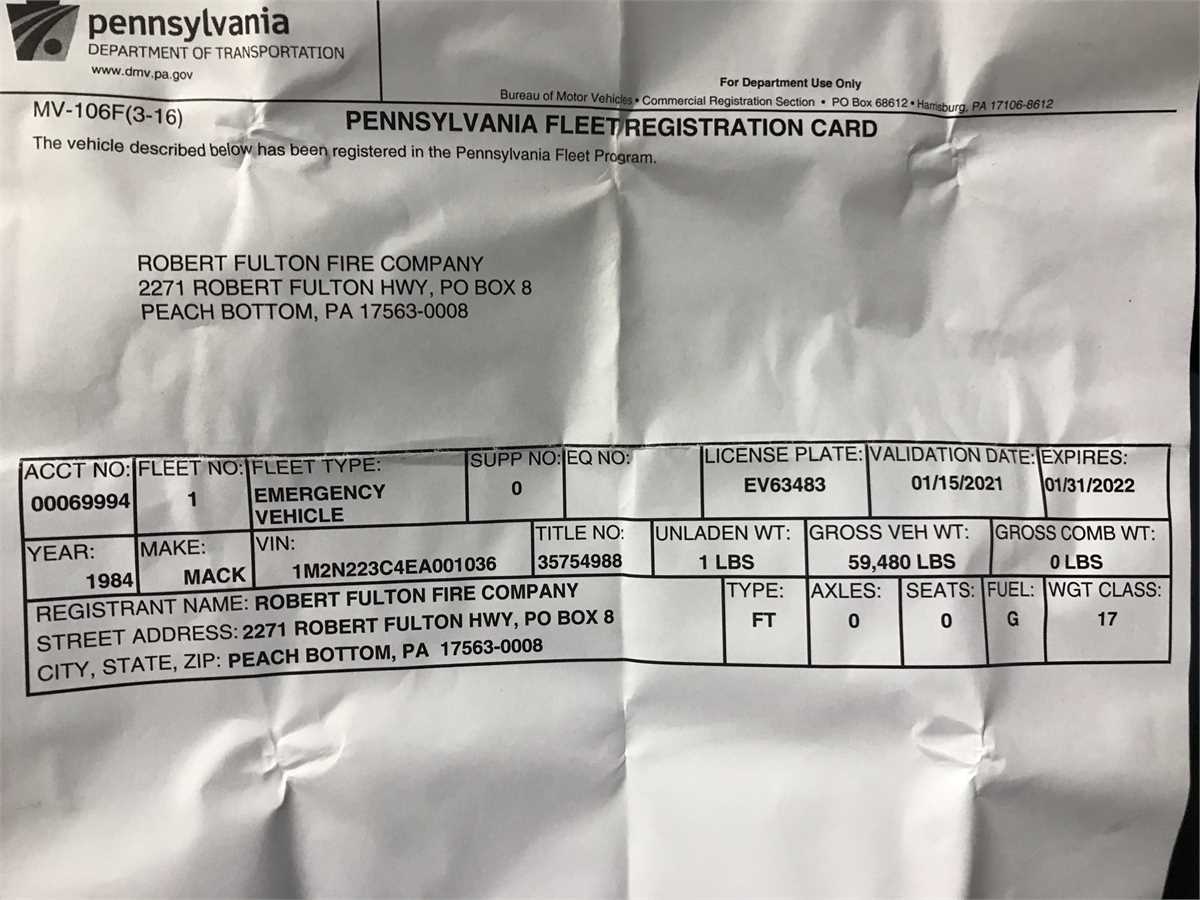 pennsylvania
DEPARTMENT OF TRANSPORTATION
www.dmv.pa.gov
For Department Use Only
Bureau of Motor Vehicles • Commercial Registration Section • PO Box 68612 • Harrisburg, PA 17106-8612
MV-106F(3-16)
PENNSYLVANIA FLEET REGISTRATION CARD
The vehicle described below has been registered in the Pennsylvania Fleet Program.
ROBERT FULTON FIRE COMPANY
2271 ROBERT FULTON HWY, PO BOX 8
PEACH BOTTOM, PA 17563-0008
ACCT NO: FLEET NO: FLEET TYPE: SUPP NO: EQ NO: LICENSE PLATE: VALIDATION DATE: EXPIRES:
00069994 1 EMERGENCY VEHICLE 0 EV63483 01/15/2021 01/31/2022
YEAR: MAKE: VIN: TITLE NO: UNLADEN WT: GROSS VEH WT: GROSS COMB WT:
1984 MACK 1M2N223C4EA001036 35754988 1 LBS 59,480 LBS 0 LBS
REGISTRANT NAME: ROBERT FULTON FIRE COMPANY
STREET ADDRESS: 2271 ROBERT FULTON HWY, PO BOX 8
CITY, STATE, ZIP: PEACH BOTTOM, PA 17563-0008
TYPE: AXLES: SEATS: FUEL: WGT CLASS:
FT 0 0 G 17